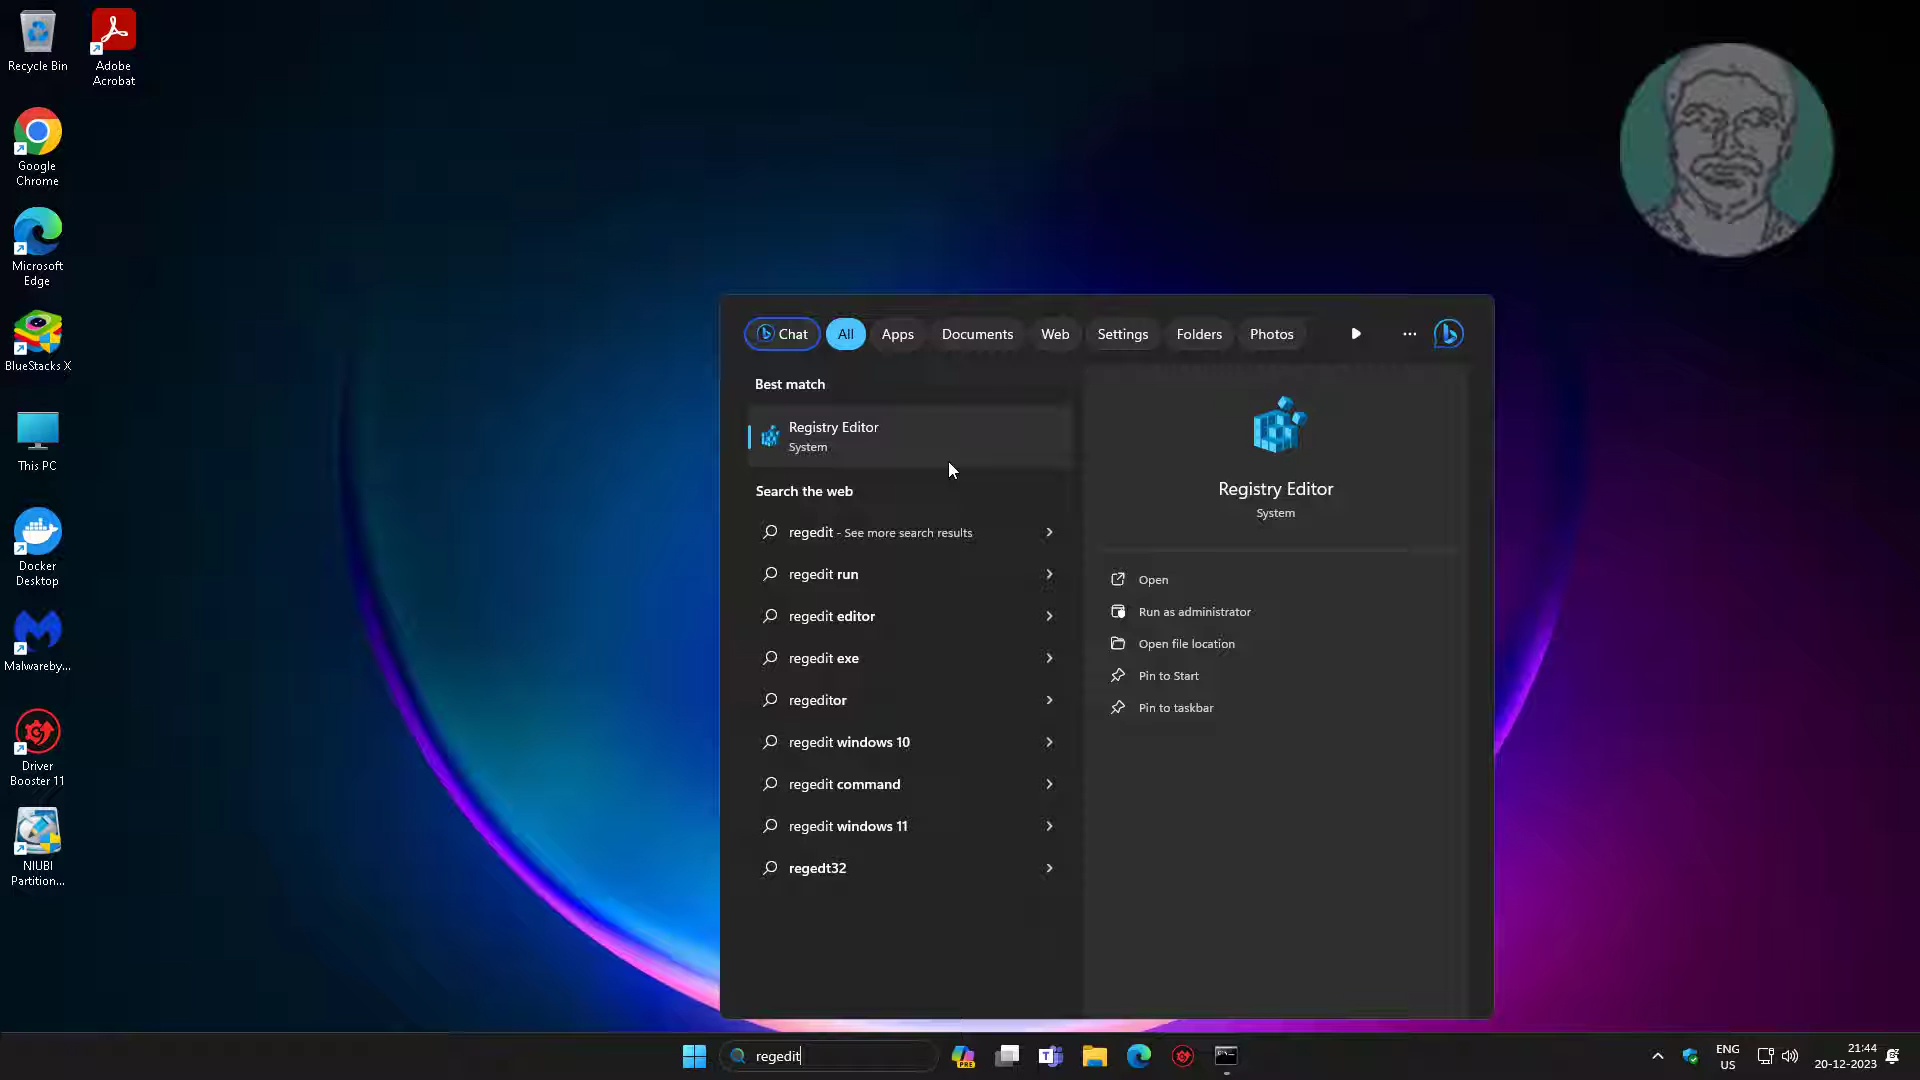 Recycle Bin
Adobe
Acrobat
Google
Chrome
Microsoft
Edge
BlueStacks X
This PC
Docker
Desktop
Malwareby...
Driver
Booster 11
NIUBI
Partition...
Chat
All
Apps
Documents
Web
Settings
Folders
Photos
Best match
Registry Editor
System
Search the web
regedit - See more search results
regedit run
regedit editor
regedit exe
regeditor
regedit windows 10
regedit command
regedit windows 11
regedt32
Registry Editor
System
Open
Run as administrator
Open file location
Pin to Start
Pin to taskbar
regedit
PRE
ENG
US
21:44
20-12-2023